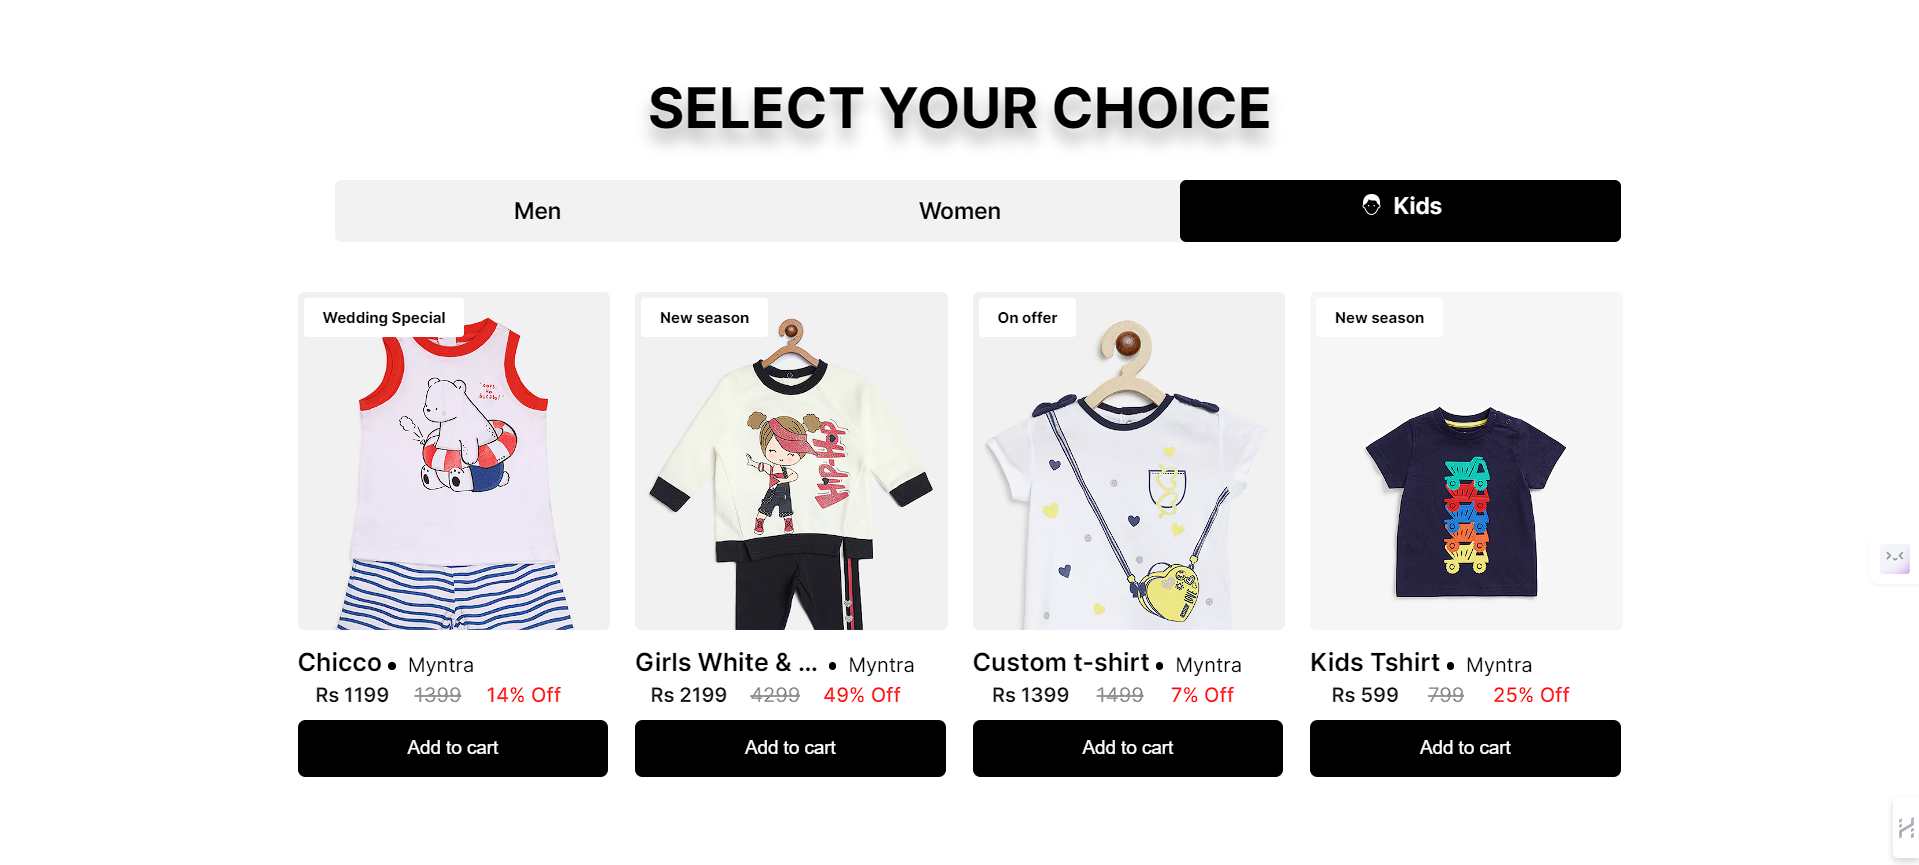 SELECT YOUR CHOICE
Men
Women
Kids
Wedding Special
New season
On offer
New season
HIP-HOP
Chicco • Myntra
Rs 1199 1399 14% Off
Add to cart
Girls White & ... • Myntra
Rs 2199 4299 49% Off
Add to cart
Custom t-shirt • Myntra
Rs 1399 1499 7% Off
Add to cart
Kids Tshirt • Myntra
Rs 599 799 25% Off
Add to cart